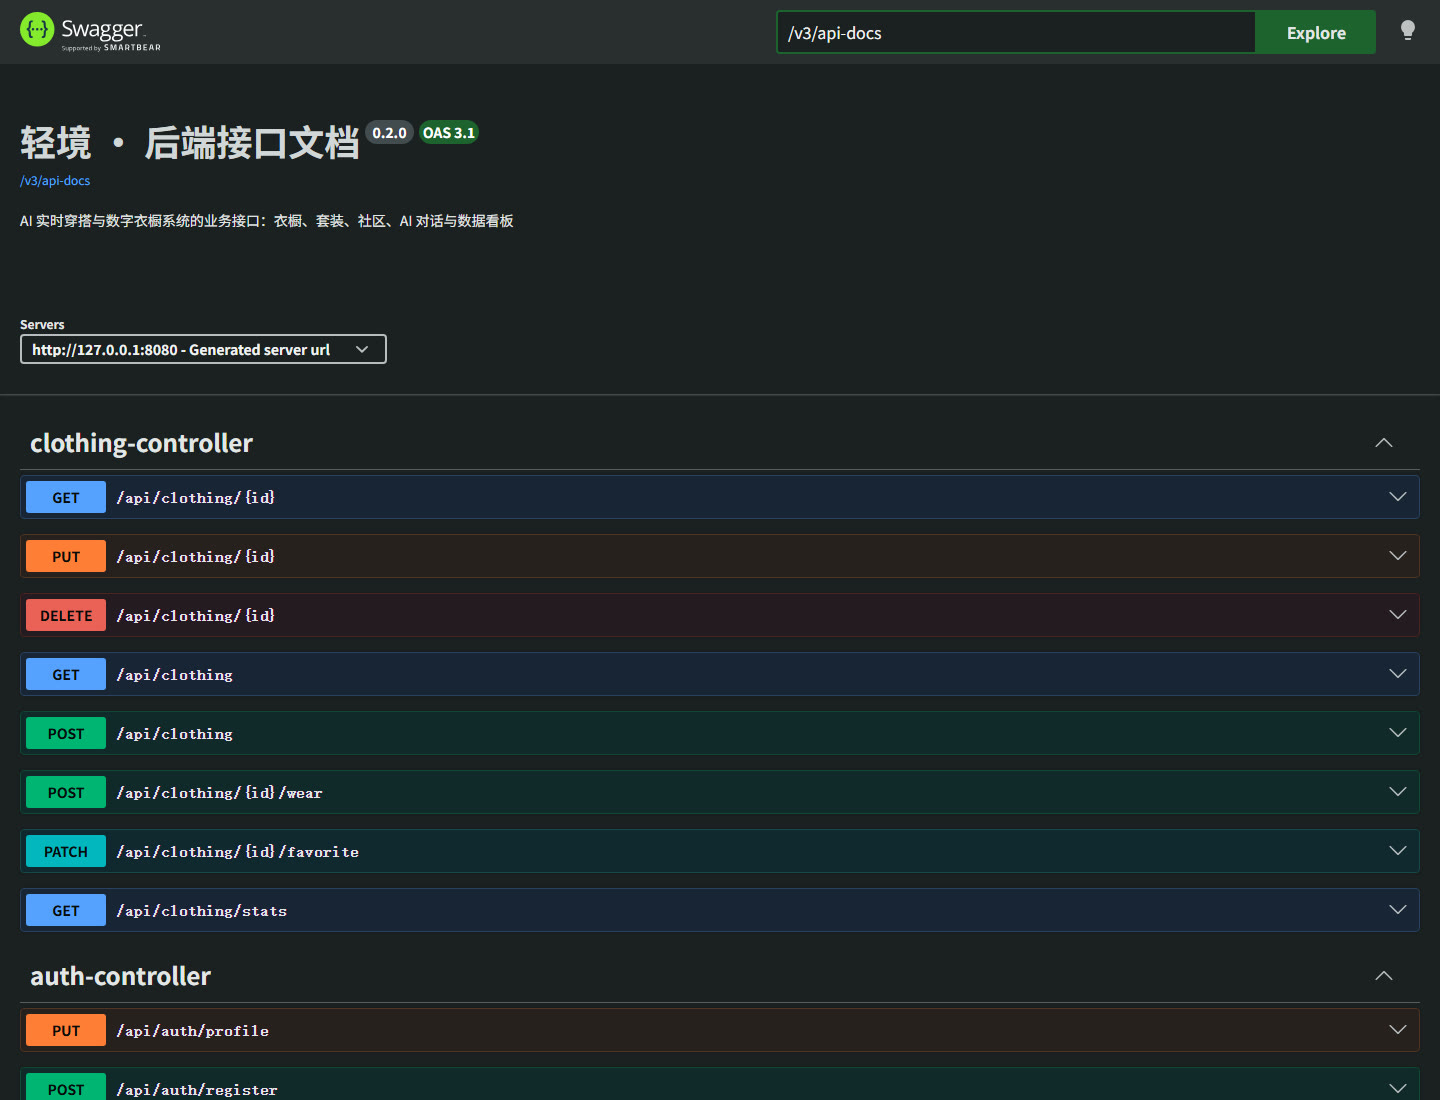 Swagger
Supported by SMARTBEAR
/v3/api-docs
Explore
轻境 · 后端接口文档 0.2.0 OAS 3.1
/v3/api-docs
AI 实时穿搭与数字衣橱系统的业务接口：衣橱、套装、社区、AI 对话与数据看板
Servers
http://127.0.0.1:8080 - Generated server url
clothing-controller
GET /api/clothing/{id}
PUT /api/clothing/{id}
DELETE /api/clothing/{id}
GET /api/clothing
POST /api/clothing
POST /api/clothing/{id}/wear
PATCH /api/clothing/{id}/favorite
GET /api/clothing/stats
auth-controller
PUT /api/auth/profile
POST /api/auth/register